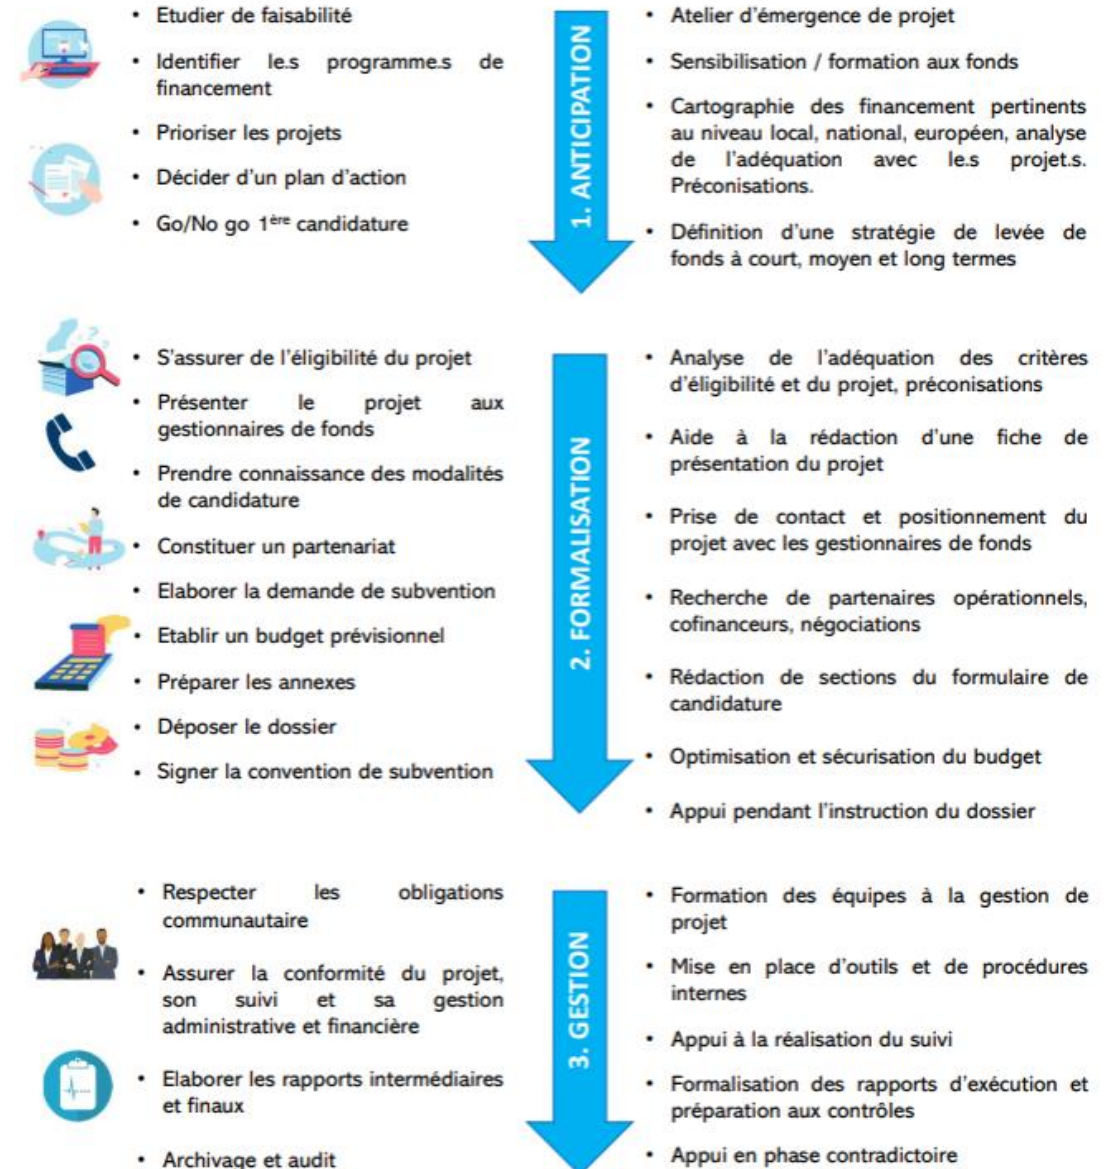 • Etudier de faisabilité
• Identifier le.s programme.s de
financement
• Prioriser les projets
• Décider d'un plan d'action
• Go/No go 1ère candidature
1. ANTICIPATION
• Atelier d'émergence de projet
• Sensibilisation / formation aux fonds
• Cartographie des financement pertinents
au niveau local, national, européen, analyse
de l'adéquation avec le.s projet.s.
Préconisations.
• Définition d'une stratégie de levée de
fonds à court, moyen et long termes
• S'assurer de l'éligibilité du projet
• Présenter le projet aux
gestionnaires de fonds
• Prendre connaissance des modalités
de candidature
• Constituer un partenariat
• Elaborer la demande de subvention
• Etablir un budget prévisionnel
• Préparer les annexes
• Déposer le dossier
• Signer la convention de subvention
2. FORMALISATION
• Analyse de l'adéquation des critères
d'éligibilité et du projet, préconisations
• Aide à la rédaction d'une fiche de
présentation du projet
• Prise de contact et positionnement du
projet avec les gestionnaires de fonds
• Recherche de partenaires opérationnels,
cofinanceurs, négociations
• Rédaction de sections du formulaire de
candidature
• Optimisation et sécurisation du budget
• Appui pendant l'instruction du dossier
• Respecter les obligations
communautaire
• Assurer la conformité du projet,
son suivi et sa gestion
administrative et financière
• Elaborer les rapports intermédiaires
et finaux
• Archivage et audit
3. GESTION
• Formation des équipes à la gestion de
projet
• Mise en place d'outils et de procédures
internes
• Appui à la réalisation du suivi
• Formalisation des rapports d'exécution et
préparation aux contrôles
• Appui en phase contradictoire